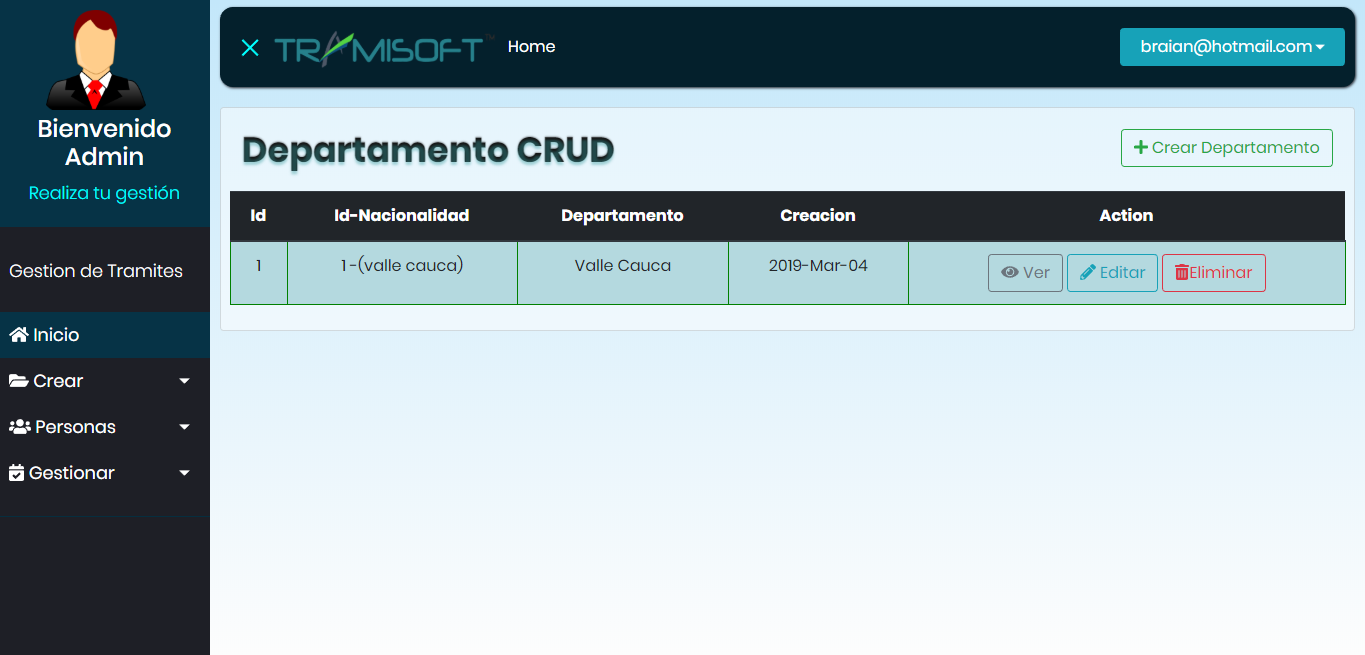 Bienvenido
Admin
Realiza tu gestión
Gestion de Tramites
Inicio
Crear
Personas
Gestionar
TRAMISOFT™ Home braian@hotmail.com
Departamento CRUD
Crear Departamento
Id Id-Nacionalidad Departamento Creacion Action
1 1 -(valle cauca) Valle Cauca 2019-Mar-04 Ver Editar Eliminar